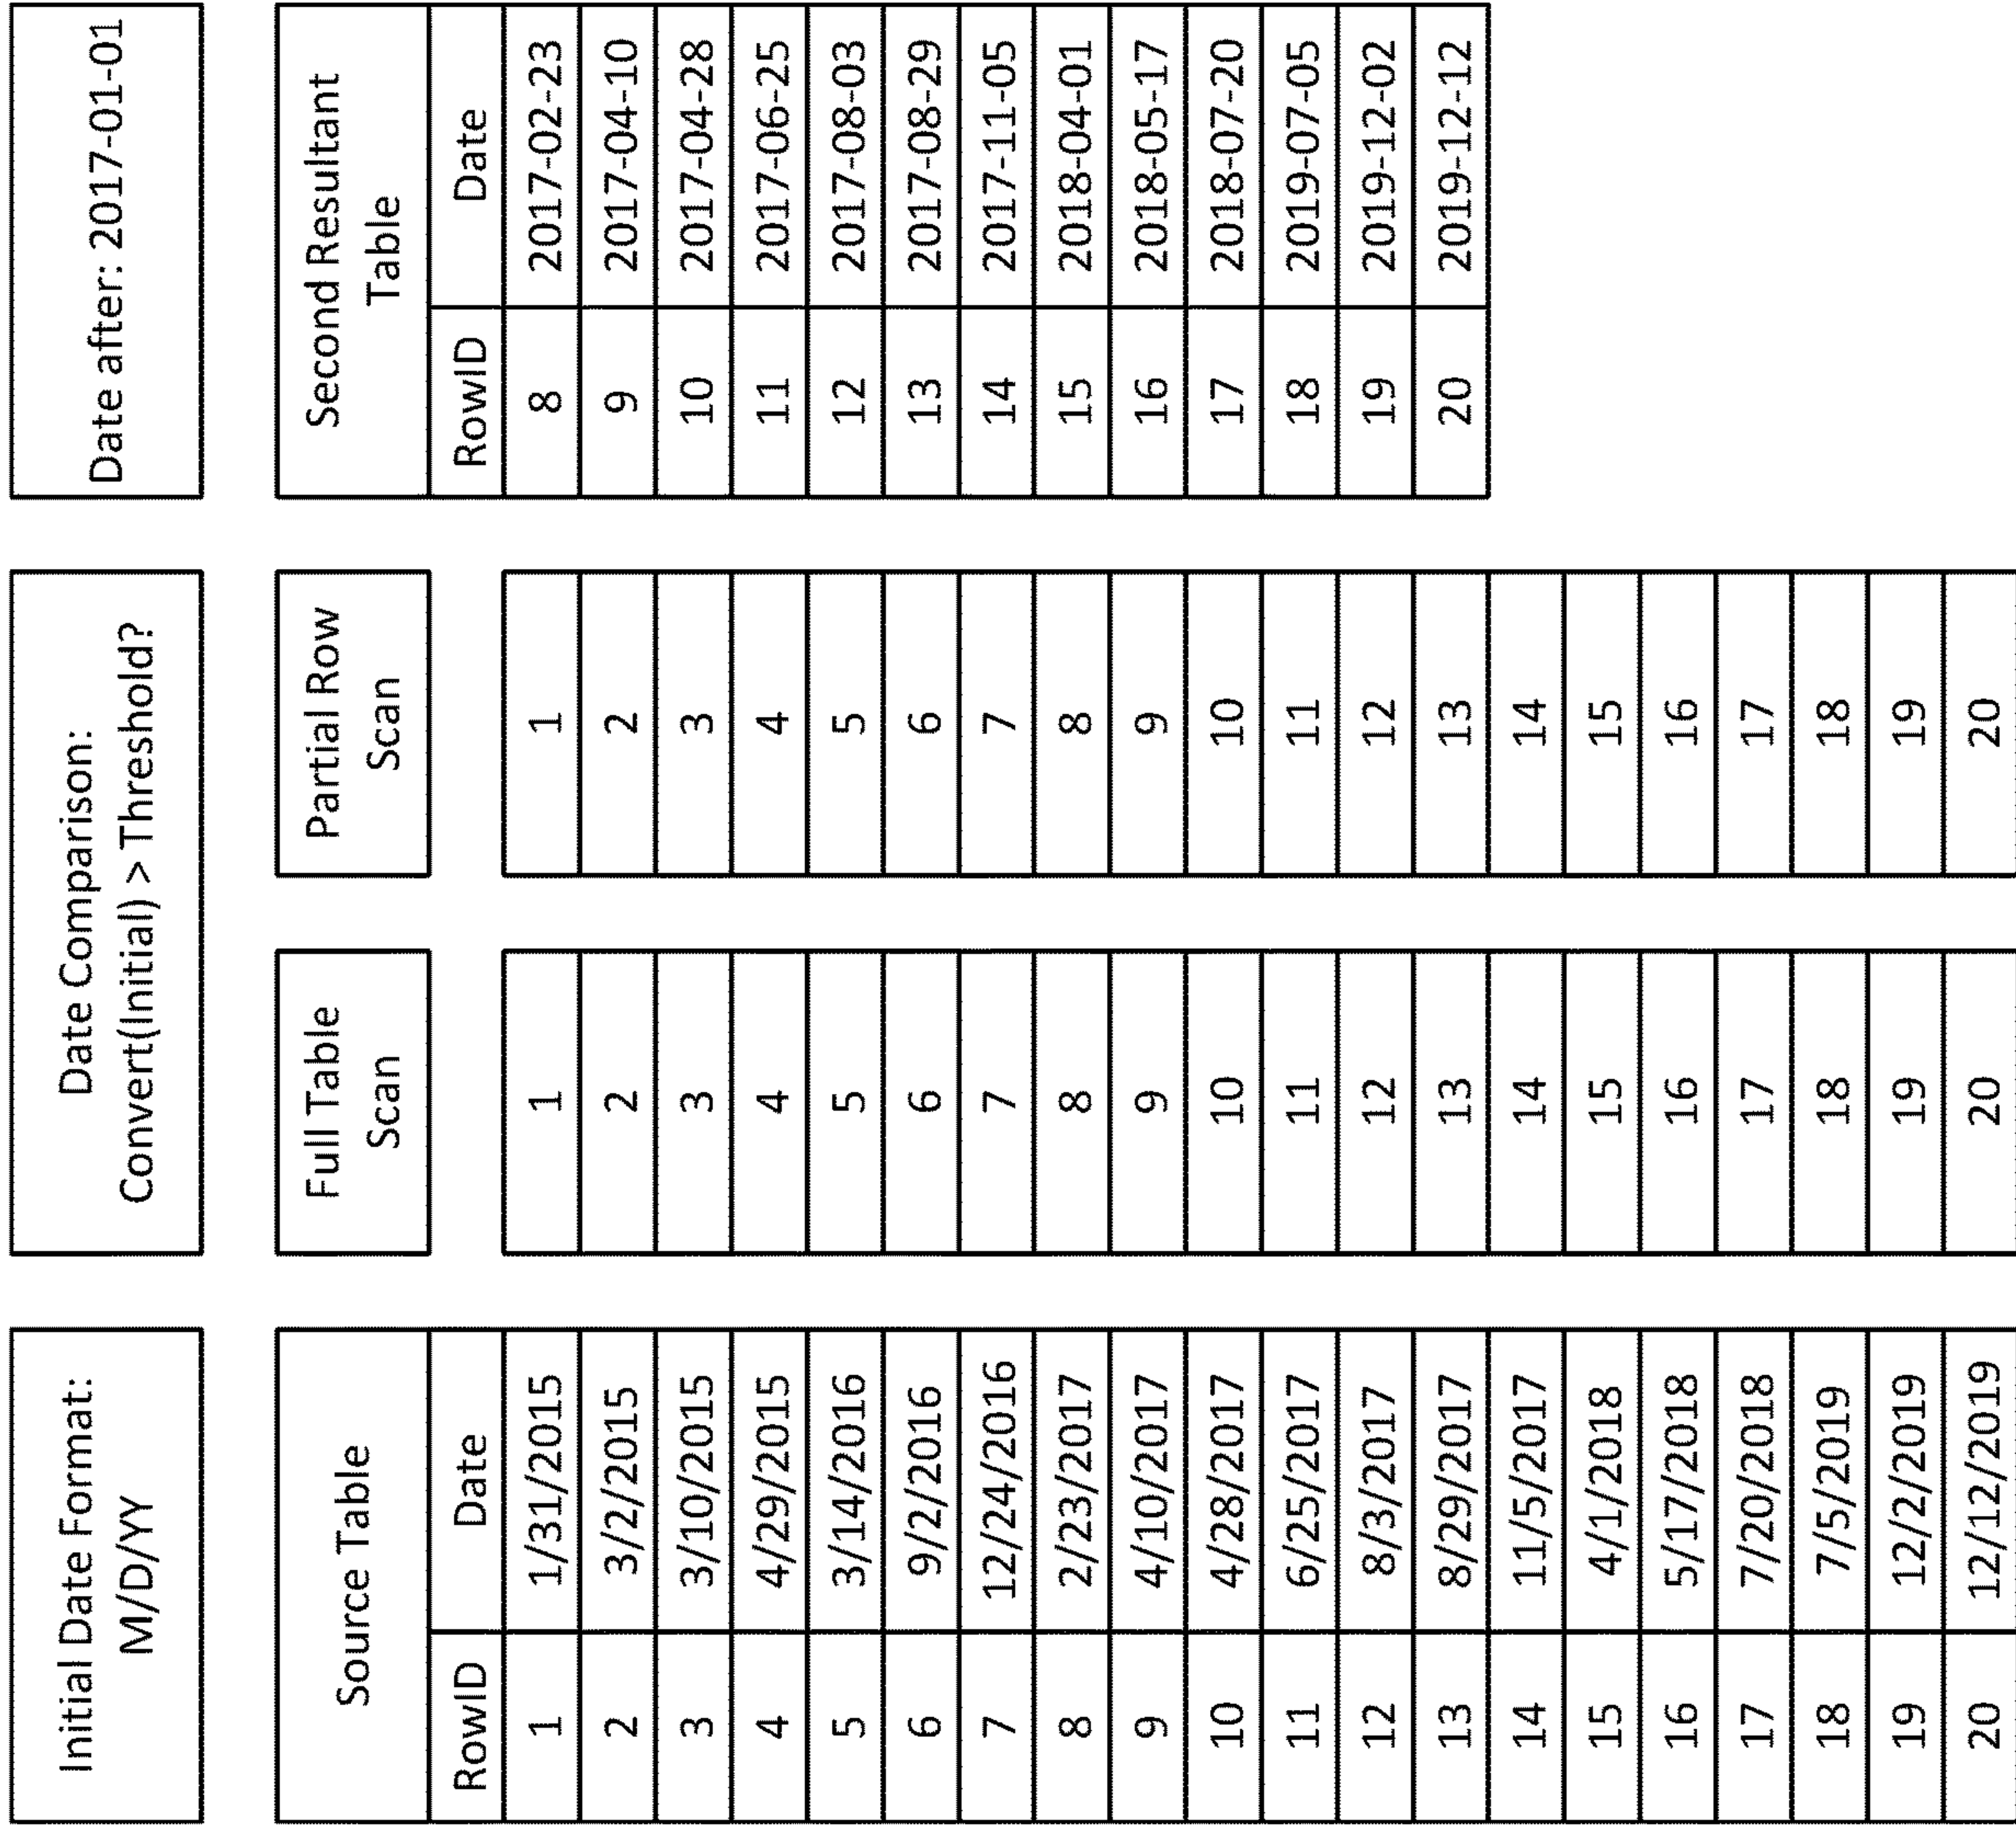 Initial Date Format:
M/D/YY
Date Comparison:
Convert(Initial) > Threshold?
Date after: 2017-01-01
Source Table
Full Table
Scan
Partial Row
Scan
Second Resultant
Table
RowID Date RowID Date
1 1/31/2015 1 1 8 2017-02-23
2 3/2/2015 2 2 9 2017-04-10
3 3/10/2015 3 3 10 2017-04-28
4 4/29/2015 4 4 11 2017-06-25
5 3/14/2016 5 5 12 2017-08-03
6 9/2/2016 6 6 13 2017-08-29
7 12/24/2016 7 7 14 2017-11-05
8 2/23/2017 8 8 15 2018-04-01
9 4/10/2017 9 9 16 2018-05-17
10 4/28/2017 10 10 17 2018-07-20
11 6/25/2017 11 11 18 2019-07-05
12 8/3/2017 12 12 19 2019-12-02
13 8/29/2017 13 13 20 2019-12-12
14 11/5/2017 14 14
15 4/1/2018 15 15
16 5/17/2018 16 16
17 7/20/2018 17 17
18 7/5/2019 18 18
19 12/2/2019 19 19
20 12/12/2019 20 20